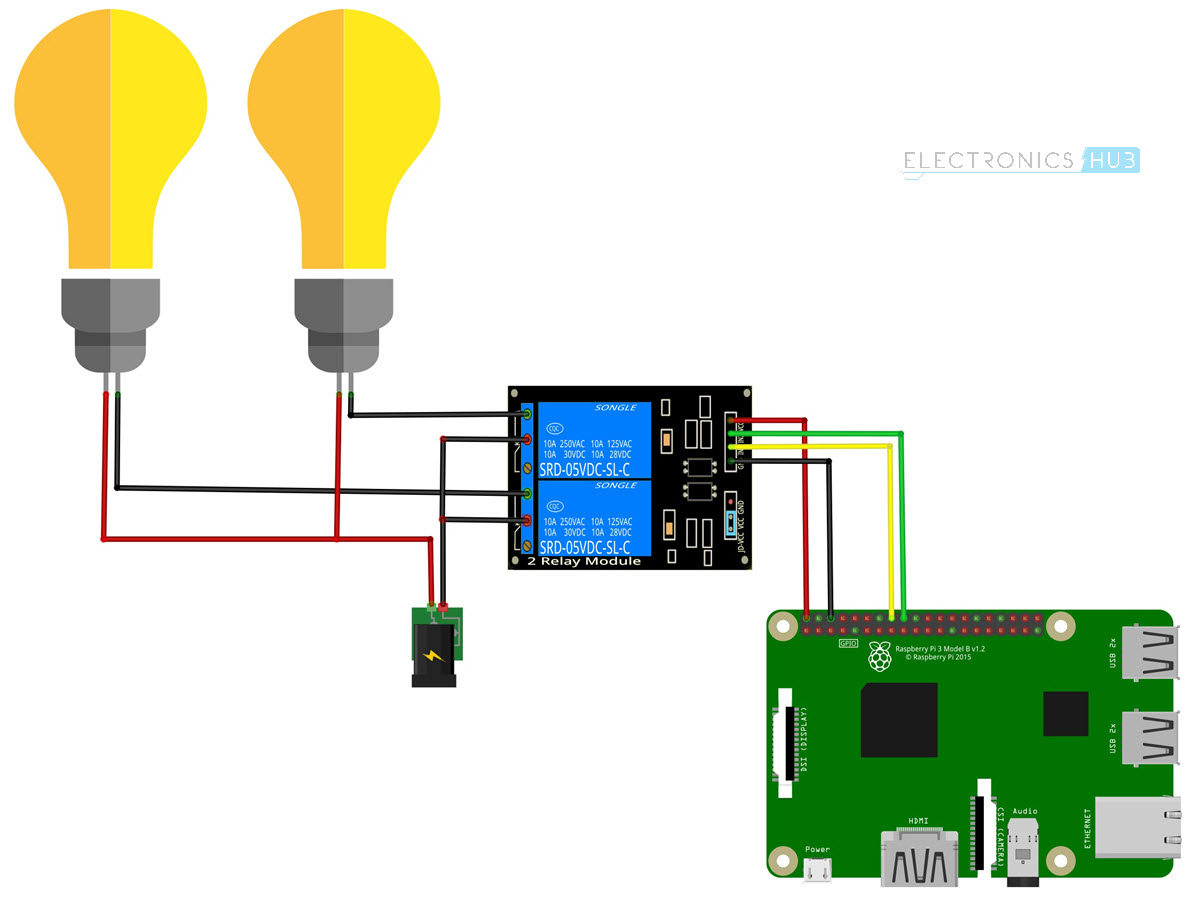 ELECTRONICS HUB
SONGLE
CQC
10A 250VAC 10A 125VAC
10A 30VDC 10A 28VDC
SRD-05VDC-SL-C
SONGLE
CQC
10A 250VAC 10A 125VAC
10A 30VDC 10A 28VDC
SRD-05VDC-SL-C
2 Relay Module
VCC
JD-VCC VCC GND
GPIO
Raspberry Pi 3 Model B v1.2
© Raspberry Pi 2015
USB 2x
DSI (DISPLAY)
USB 2x
HDMI
CSI (CAMERA)
Audio
ETHERNET
Power